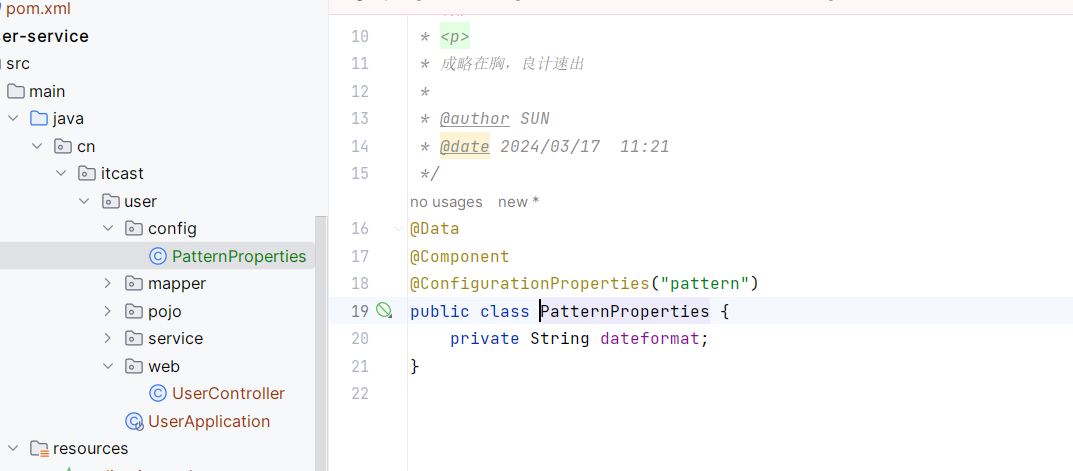 pom.xml
er-service
src
main
java
cn
itcast
user
config
PatternProperties
mapper
pojo
service
web
UserController
UserApplication
resources
10 * <p>
11 * 成略在胸，良计速出
12 *
13 * @author SUN
14 * @date 2024/03/17 11:21
15 */
no usages new *
16 @Data
17 @Component
18 @ConfigurationProperties("pattern")
19 public class PatternProperties {
20 private String dateformat;
21 }
22